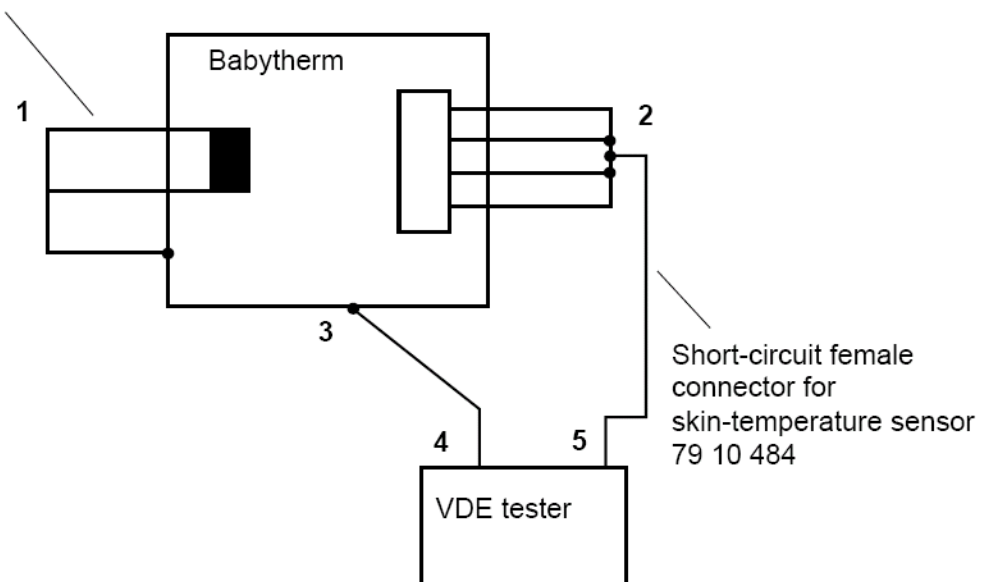 Babytherm
1
2
3
Short-circuit female
connector for
skin-temperature sensor
79 10 484
4
5
VDE tester